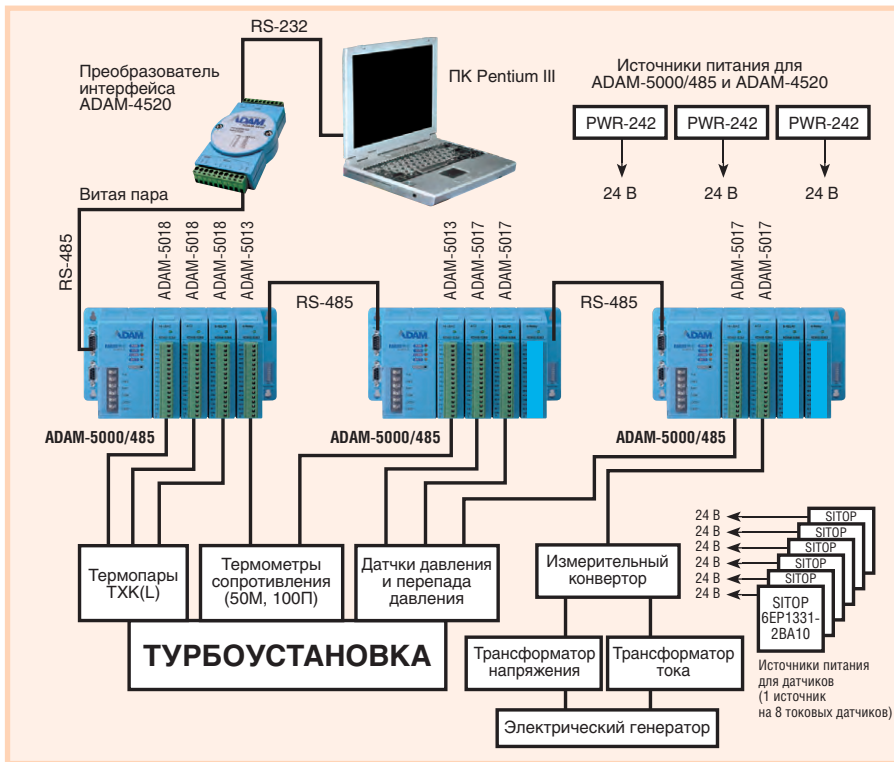 RS-232
Преобразователь
интерфейса
ADAM-4520
ПК Pentium III
Источники питания для
ADAM-5000/485 и ADAM-4520
PWR-242
PWR-242
PWR-242
24 В
24 В
24 В
ADAM
Витая пара
RS-485
ADAM-5018
ADAM-5018
ADAM-5018
ADAM-5013
RS-485
ADAM-5013
ADAM-5017
ADAM-5017
RS-485
ADAM-5017
ADAM-5017
ADAM
ADAM
ADAM
ADAM-5000/485
ADAM-5000/485
ADAM-5000/485
Термопары
ТХК(L)
Термометры
сопротивления
(50М, 100П)
Датчки давления
и перепада
давления
Измерительный
конвертор
24 В
24 В
24 В
24 В
24 В
24 В
SITOP
SITOP
SITOP
SITOP
SITOP
SITOP
6EP1331-
2BA10
ТУРБОУСТАНОВКА
Трансформатор
напряжения
Трансформатор
тока
Электрический генератор
Источники питания
для датчиков
(1 источник
на 8 токовых датчиков)